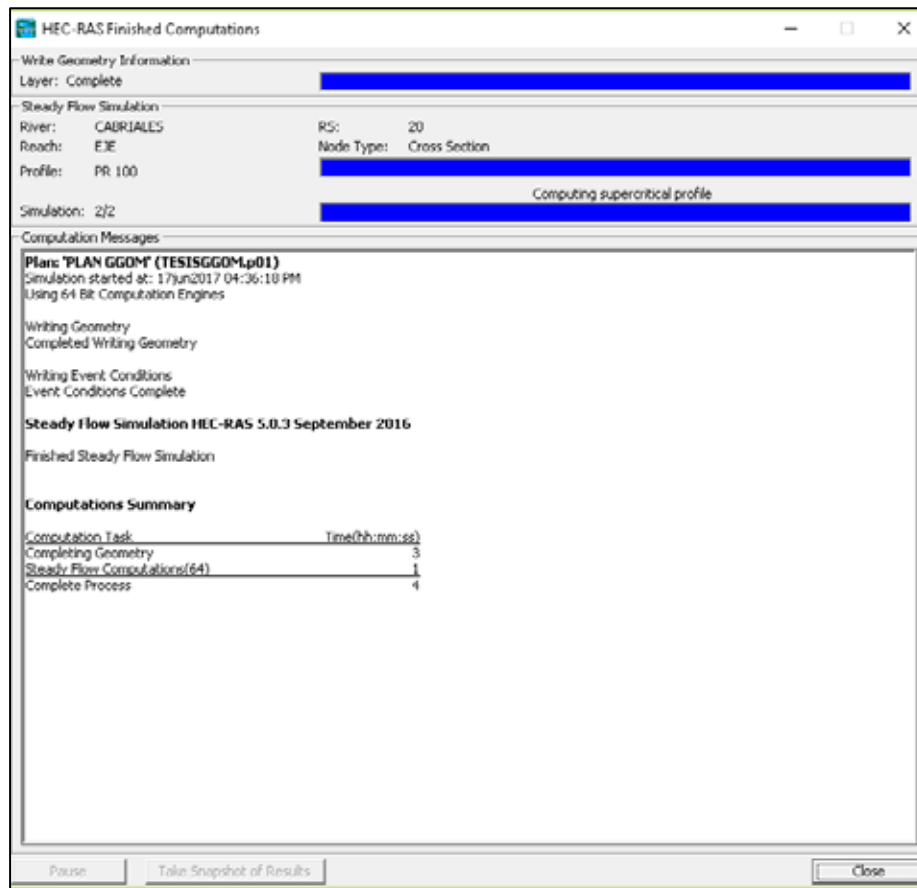 HEC-RAS Finished Computations
Write Geometry Information
Layer: Complete
Steady Flow Simulation
River: CABRIALES RS: 20
Reach: EJE Node Type: Cross Section
Profile: PR 100
Computing supercritical profile
Simulation: 2/2
Computation Messages
Plan: 'PLAN GGOM' (TESISGGOM.p01)
Simulation started at: 17jun2017 04:36:18 PM
Using 64 Bit Computation Engines
Writing Geometry
Completed Writing Geometry
Writing Event Conditions
Event Conditions Complete
Steady Flow Simulation HEC-RAS 5.0.3 September 2016
Finished Steady Flow Simulation
Computations Summary
Computation Task Time(hh:mm:ss)
Completing Geometry 3
Steady Flow Computations(64) 1
Complete Process 4
Pause Take Snapshot of Results Close